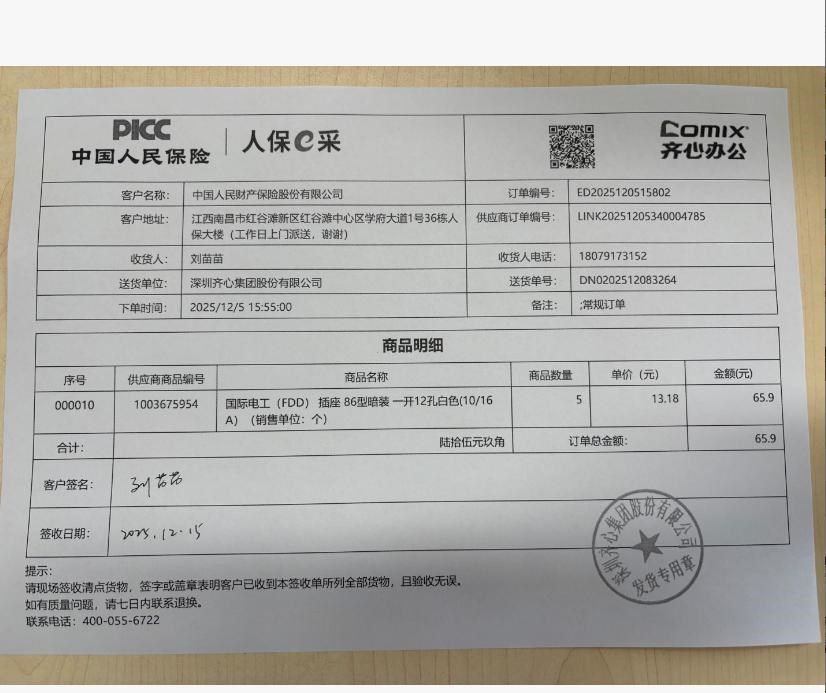 PICC
中国人民保险
人保e采
Comix
齐心办公
客户名称： 中国人民财产保险股份有限公司 订单编号： ED2025120515802
客户地址： 江西南昌市红谷滩新区红谷滩中心区学府大道1号36栋人 供应商订单编号： LINK20251205340004785
保大楼（工作日上门派送，谢谢）
收货人： 刘苗苗 收货人电话： 18079173152
送货单位： 深圳齐心集团股份有限公司 送货单号： DN0202512083264
下单时间： 2025/12/5 15:55:00 备注： ;常规订单
商品明细
序号 供应商商品编号 商品名称 商品数量 单价（元） 金额(元)
000010 1003675954 国际电工（FDD） 插座 86型暗装 一开12孔白色(10/16 5 13.18 65.9
A）（销售单位：个）
合计： 陆拾伍元玖角 订单总金额： 65.9
客户签名： 刘苗苗
签收日期： 2025.12.15
深圳齐心集团股份有限公司
发货专用章
提示：
请现场签收清点货物，签字或盖章表明客户已收到本签收单所列全部货物，且验收无误。
如有质量问题，请七日内联系退换。
联系电话：400-055-6722